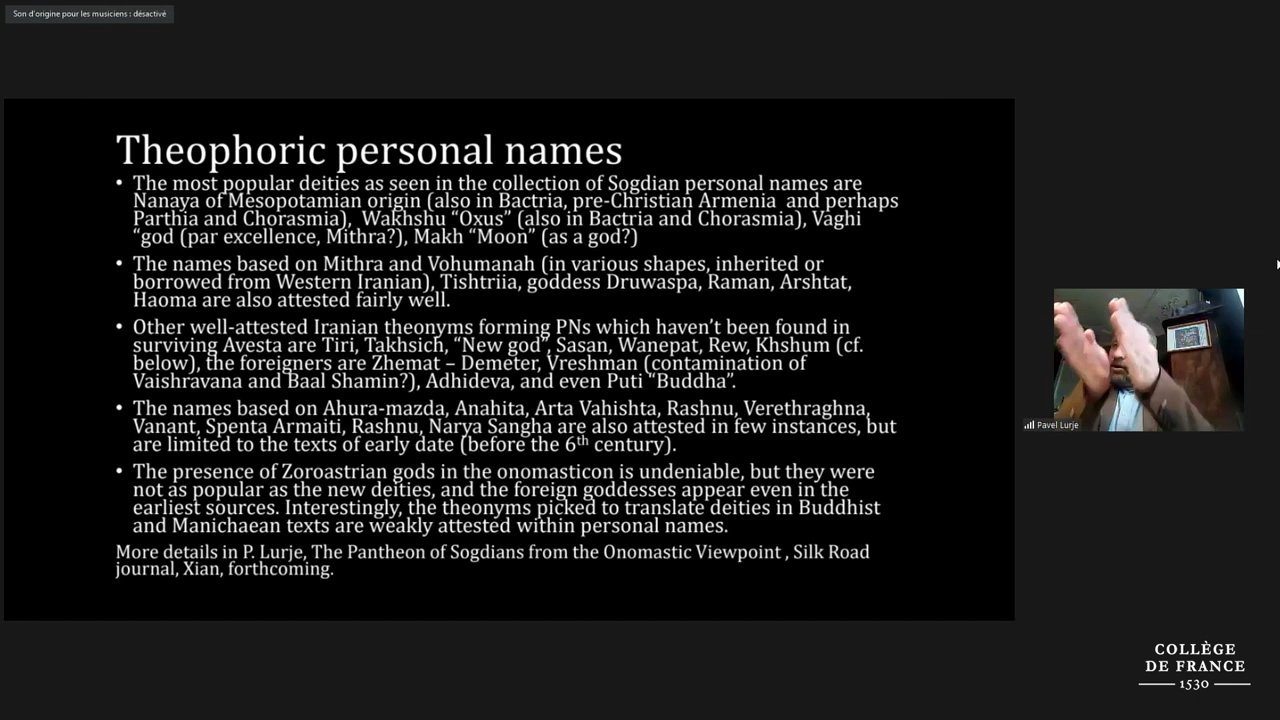 Son d'origine pour les musiciens : désactivé
Theophoric personal names
• The most popular deities as seen in the collection of Sogdian personal names are
Nanaya of Mesopotamian origin (also in Bactria, pre-Christian Armenia and perhaps
Parthia and Chorasmia), Wakhshu “Oxus” (also in Bactria and Chorasmia), Vaghi
“god (par excellence, Mithra?), Makh “Moon” (as a god?)
• The names based on Mithra and Vohumanah (in various shapes, inherited or
borrowed from Western Iranian), Tishtriia, goddess Druwaspa, Raman, Arshtat,
Haoma are also attested fairly well.
• Other well-attested Iranian theonyms forming PNs which haven’t been found in
surviving Avesta are Tiri, Takhsich, “New god”, Sasan, Wanepat, Rew, Khshum (cf.
below), the foreigners are Zhemat – Demeter, Vreshman (contamination of
Vaishravana and Baal Shamin?), Adhideva, and even Puti “Buddha”.
• The names based on Ahura-mazda, Anahita, Arta Vahishta, Rashnu, Verethraghna,
Vanant, Spenta Armaiti, Rashnu, Narya Sangha are also attested in few instances, but
are limited to the texts of early date (before the 6th century).
• The presence of Zoroastrian gods in the onomasticon is undeniable, but they were
not as popular as the new deities, and the foreign goddesses appear even in the
earliest sources. Interestingly, the theonyms picked to translate deities in Buddhist
and Manichaean texts are weakly attested within personal names.
More details in P. Lurje, The Pantheon of Sogdians from the Onomastic Viewpoint , Silk Road
journal, Xian, forthcoming.
Pavel Lurje
COLLÈGE
DE FRANCE
1530